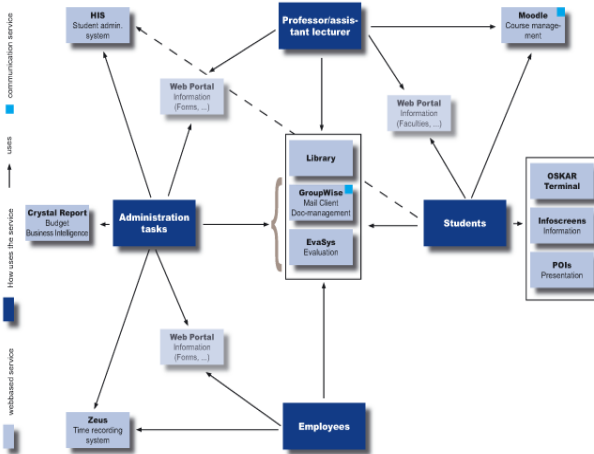 HIS
Student admin.
system
Professor/assis-
tant lecturer
Moodle
Course manage-
ment
communication service
Web Portal
Information
(Forms, ...)
Web Portal
Information
(Faculties, ...)
uses
Library
GroupWise
Mail Client
Doc-management
EvaSys
Evaluation
OSKAR
Terminal
Infoscreens
Information
POIs
Presentation
Crystal Report
Budget
Business Intelligence
Administration
tasks
Students
How uses the service
Web Portal
Information
(Forms, ...)
webbased service
Zeus
Time recording
system
Employees